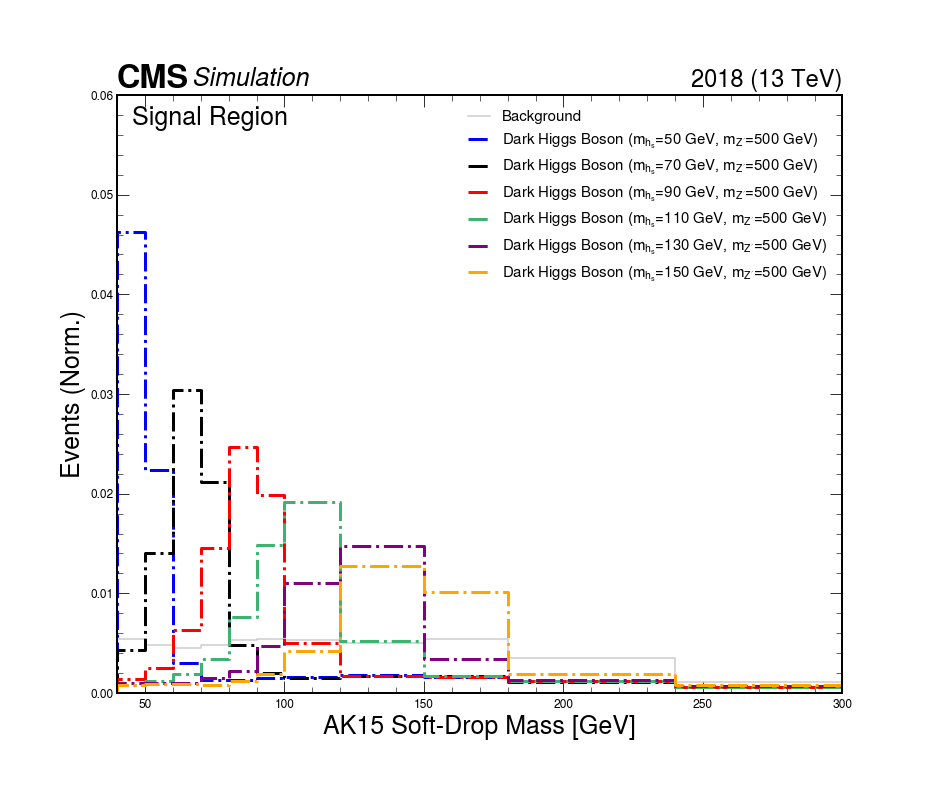 CMS Simulation 2018 (13 TeV)
Signal Region
Background
Dark Higgs Boson (m_hs=50 GeV, m_Z'=500 GeV)
Dark Higgs Boson (m_hs=70 GeV, m_Z'=500 GeV)
Dark Higgs Boson (m_hs=90 GeV, m_Z'=500 GeV)
Dark Higgs Boson (m_hs=110 GeV, m_Z'=500 GeV)
Dark Higgs Boson (m_hs=130 GeV, m_Z'=500 GeV)
Dark Higgs Boson (m_hs=150 GeV, m_Z'=500 GeV)
Events (Norm.)
0.06
0.05
0.04
0.03
0.02
0.01
0.00
50 100 150 200 250 300
AK15 Soft-Drop Mass [GeV]